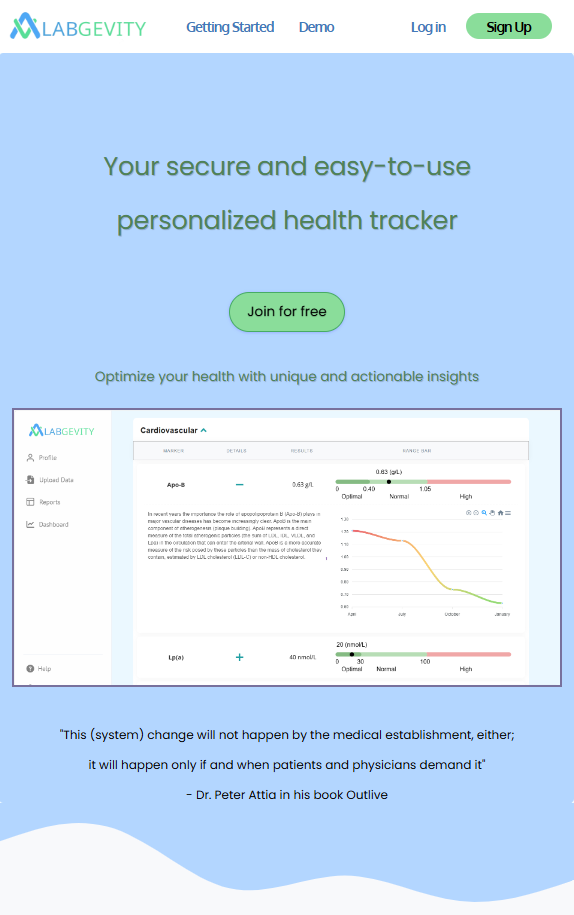 LABGEVITY Getting Started Demo Log in Sign Up
Your secure and easy-to-use
personalized health tracker
Join for free
Optimize your health with unique and actionable insights
LABGEVITY
Profile
Upload Data
Reports
Dashboard
Help
Cardiovascular
MARKER DETAILS RESULTS RANGE BAR
0.63 (g/L)
Apo-B 0.63 g/L
0 0.40 1.05
Optimal Normal High
In recent years the importance the role of apolipoprotein B (Apo-B) plays in
major vascular diseases has become increasingly clear. ApoB is the main
component of atherogenesis (plaque building). ApoB represents a direct
measure of the total atherogenic particles (the sum of LDL, IDL, VLDL, and
Lp(a) in the circulation that can enter the arterial wall. ApoB is a more accurate
measure of the risk posed by these particles than the mass of cholesterol they
contain, estimated by LDL cholesterol (LDL-C) or non-HDL cholesterol.
1.30
1.20
1.10
1.00
0.90
0.80
0.70
0.60
April July October January
20 (nmol/L)
Lp(a) 40 nmol/L
0 30 100
Optimal Normal High
"This (system) change will not happen by the medical establishment, either;
it will happen only if and when patients and physicians demand it"
- Dr. Peter Attia in his book Outlive